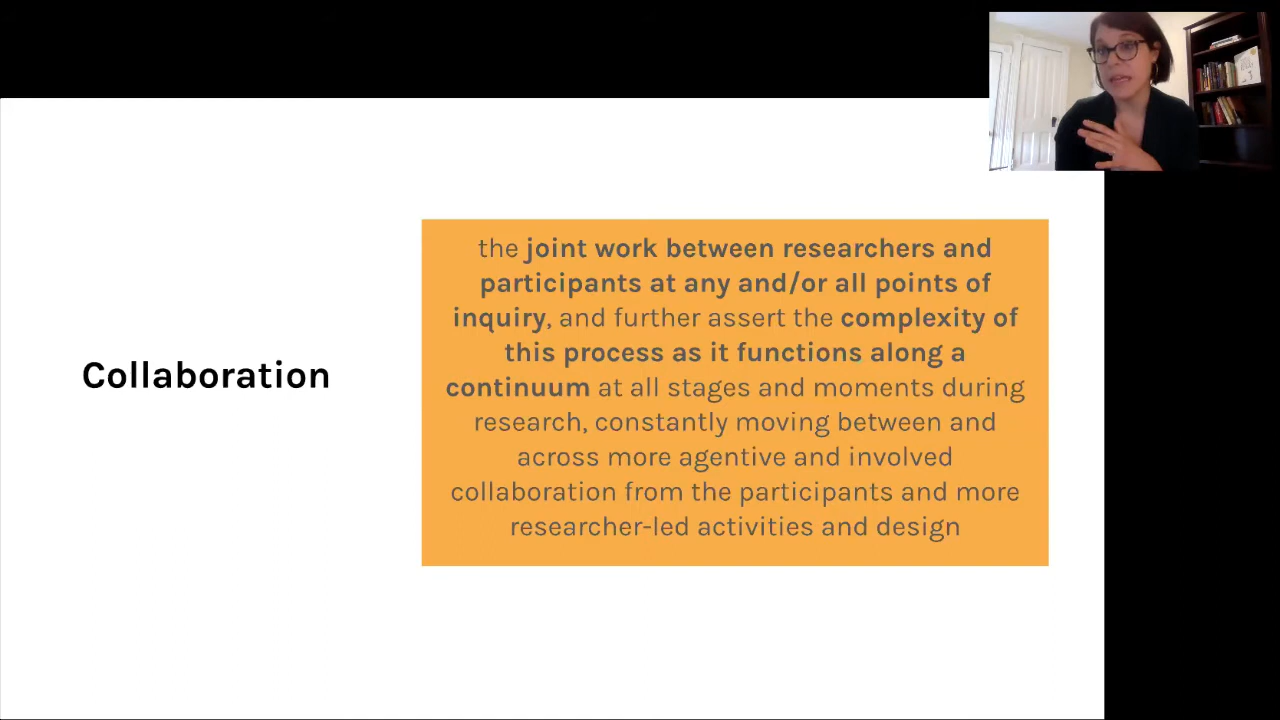 Collaboration
the joint work between researchers and
participants at any and/or all points of
inquiry, and further assert the complexity of
this process as it functions along a
continuum at all stages and moments during
research, constantly moving between and
across more agentive and involved
collaboration from the participants and more
researcher-led activities and design